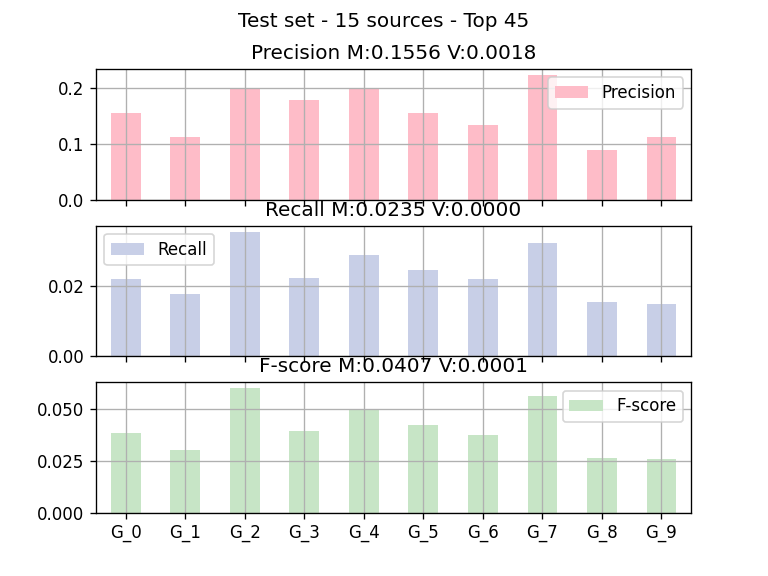 Test set - 15 sources - Top 45
Precision M:0.1556 V:0.0018
0.2
0.1
0.0
Precision
Recall M:0.0235 V:0.0000
0.02
0.00
Recall
F-score M:0.0407 V:0.0001
0.050
0.025
0.000
F-score
G_0 G_1 G_2 G_3 G_4 G_5 G_6 G_7 G_8 G_9